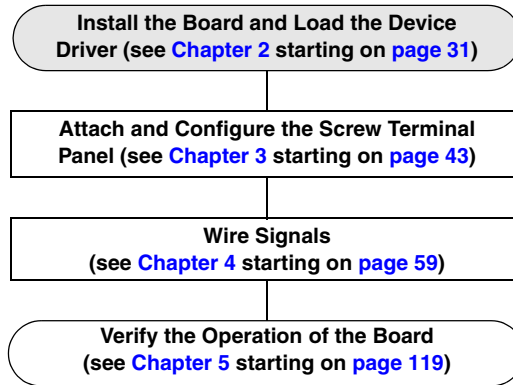 Install the Board and Load the Device
Driver (see Chapter 2 starting on page 31)
Attach and Configure the Screw Terminal
Panel (see Chapter 3 starting on page 43)
Wire Signals
(see Chapter 4 starting on page 59)
Verify the Operation of the Board
(see Chapter 5 starting on page 119)